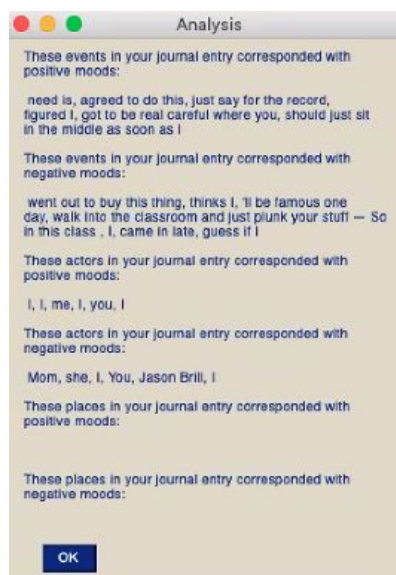 Analysis
These events in your journal entry corresponded with
positive moods:
need is, agreed to do this, just say for the record,
figured I, got to be real careful where you, should just sit
in the middle as soon as I
These events in your journal entry corresponded with
negative moods:
went out to buy this thing, thinks I, 'll be famous one
day, walk into the classroom and just plunk your stuff — So
in this class , I, came in late, guess if I
These actors in your journal entry corresponded with
positive moods:
I, I, me, I, you, I
These actors in your journal entry corresponded with
negative moods:
Mom, she, I, You, Jason Brill, I
These places in your journal entry corresponded with
positive moods:
These places in your journal entry corresponded with
negative moods:
OK